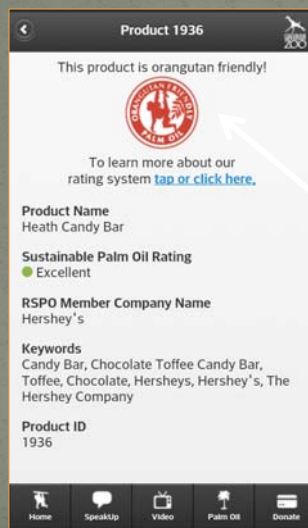 Product 1936
ZOO
This product is orangutan friendly!
ORANGUTAN FRIENDLY
PALM OIL
To learn more about our
rating system tap or click here.
Product Name
Heath Candy Bar
Sustainable Palm Oil Rating
Excellent
RSPO Member Company Name
Hershey's
Keywords
Candy Bar, Chocolate Toffee Candy Bar,
Toffee, Chocolate, Hersheys, Hershey's, The
Hershey Company
Product ID
1936
Home SpeakUp Video Palm Oil Donate